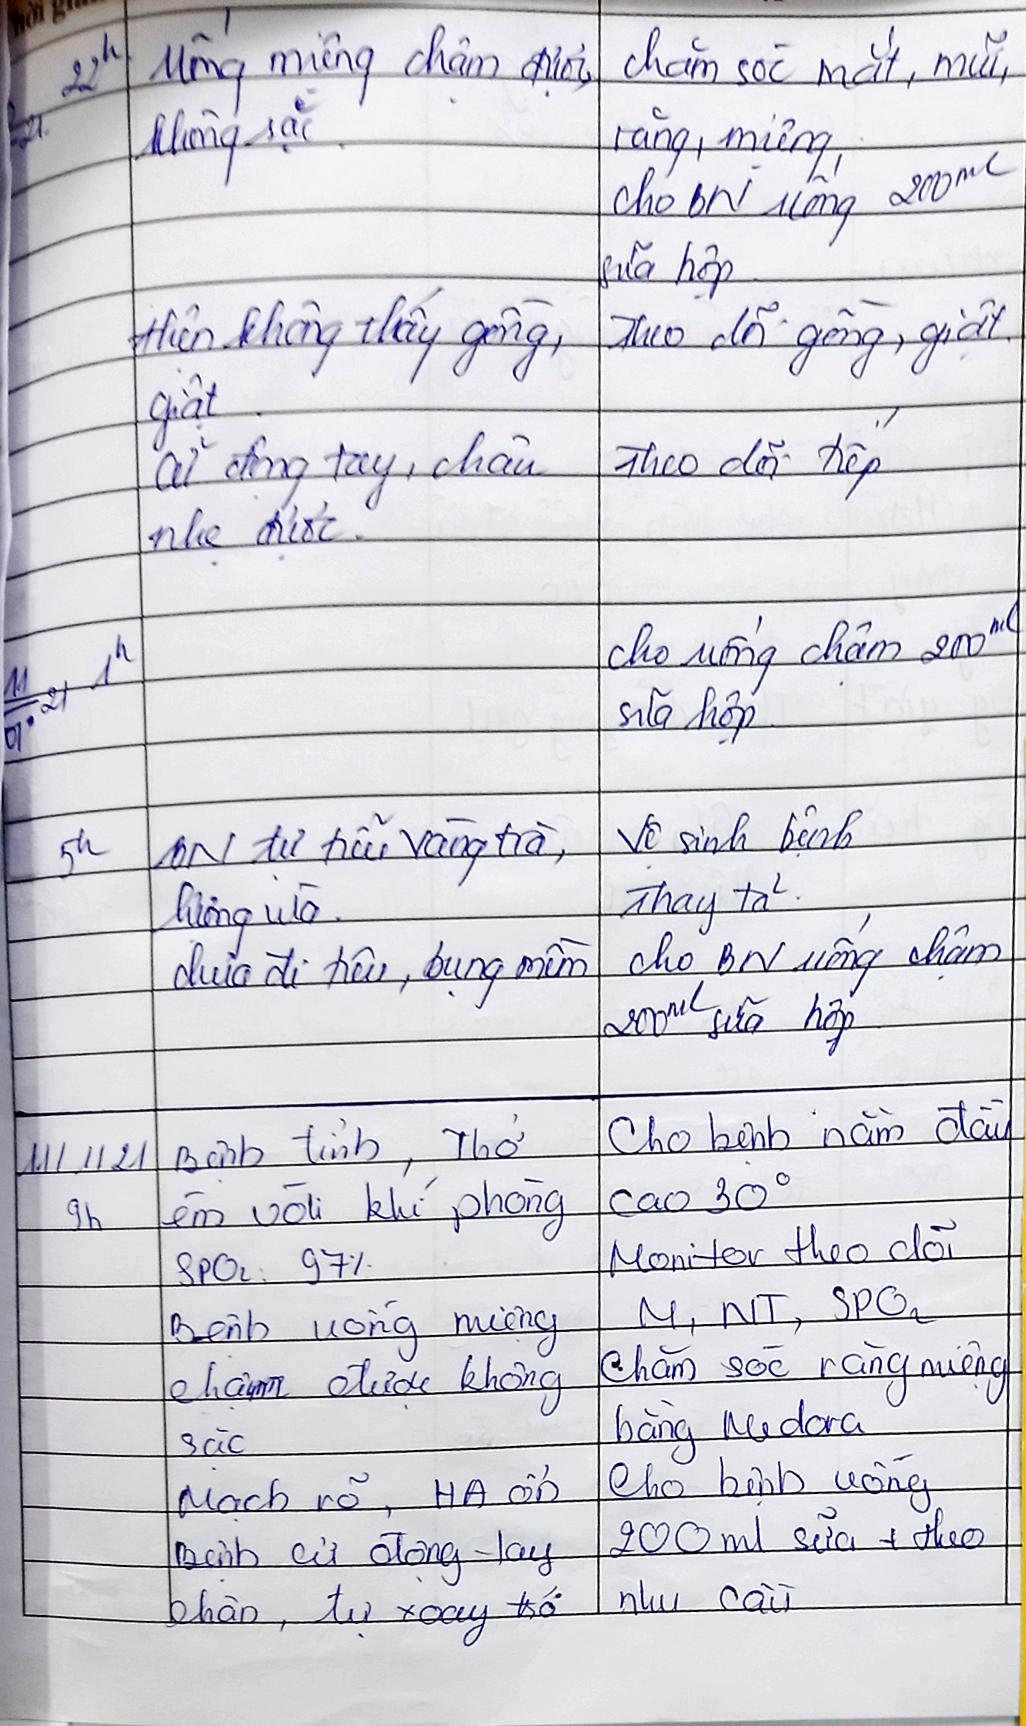 22h Uống miệng chậm được, chăm sóc mắt, mũi,
không sặc. răng, miệng,
cho BN uống 200ml
sữa hộp.
Hiện không thấy gồng, Theo dõi gồng, giật.
giật.
Cử động tay, chân Theo dõi tiếp
nhẹ được.
cho uống chậm 200ml
11/01.21 1h sữa hộp
5h BN tự tiểu vàng trà, Vệ sinh bệnh
lượng vừa. Thay tã.
chưa đi tiêu, bụng mềm cho BN uống chậm
200ml sữa hộp
11/1/21 Bệnh tỉnh, Thở Cho bệnh nằm đầu
9h êm với khí phòng cao 30°
SPO2: 97% Monitor theo dõi
Bệnh uống miệng M, NT, SPO2
chậm được không Chăm sóc răng miệng
sặc bằng Medora
Mạch rõ, HA ổn Cho bệnh uống
Bệnh cử động tay 200ml sữa + theo
chân, tự xoay trở nhu cầu